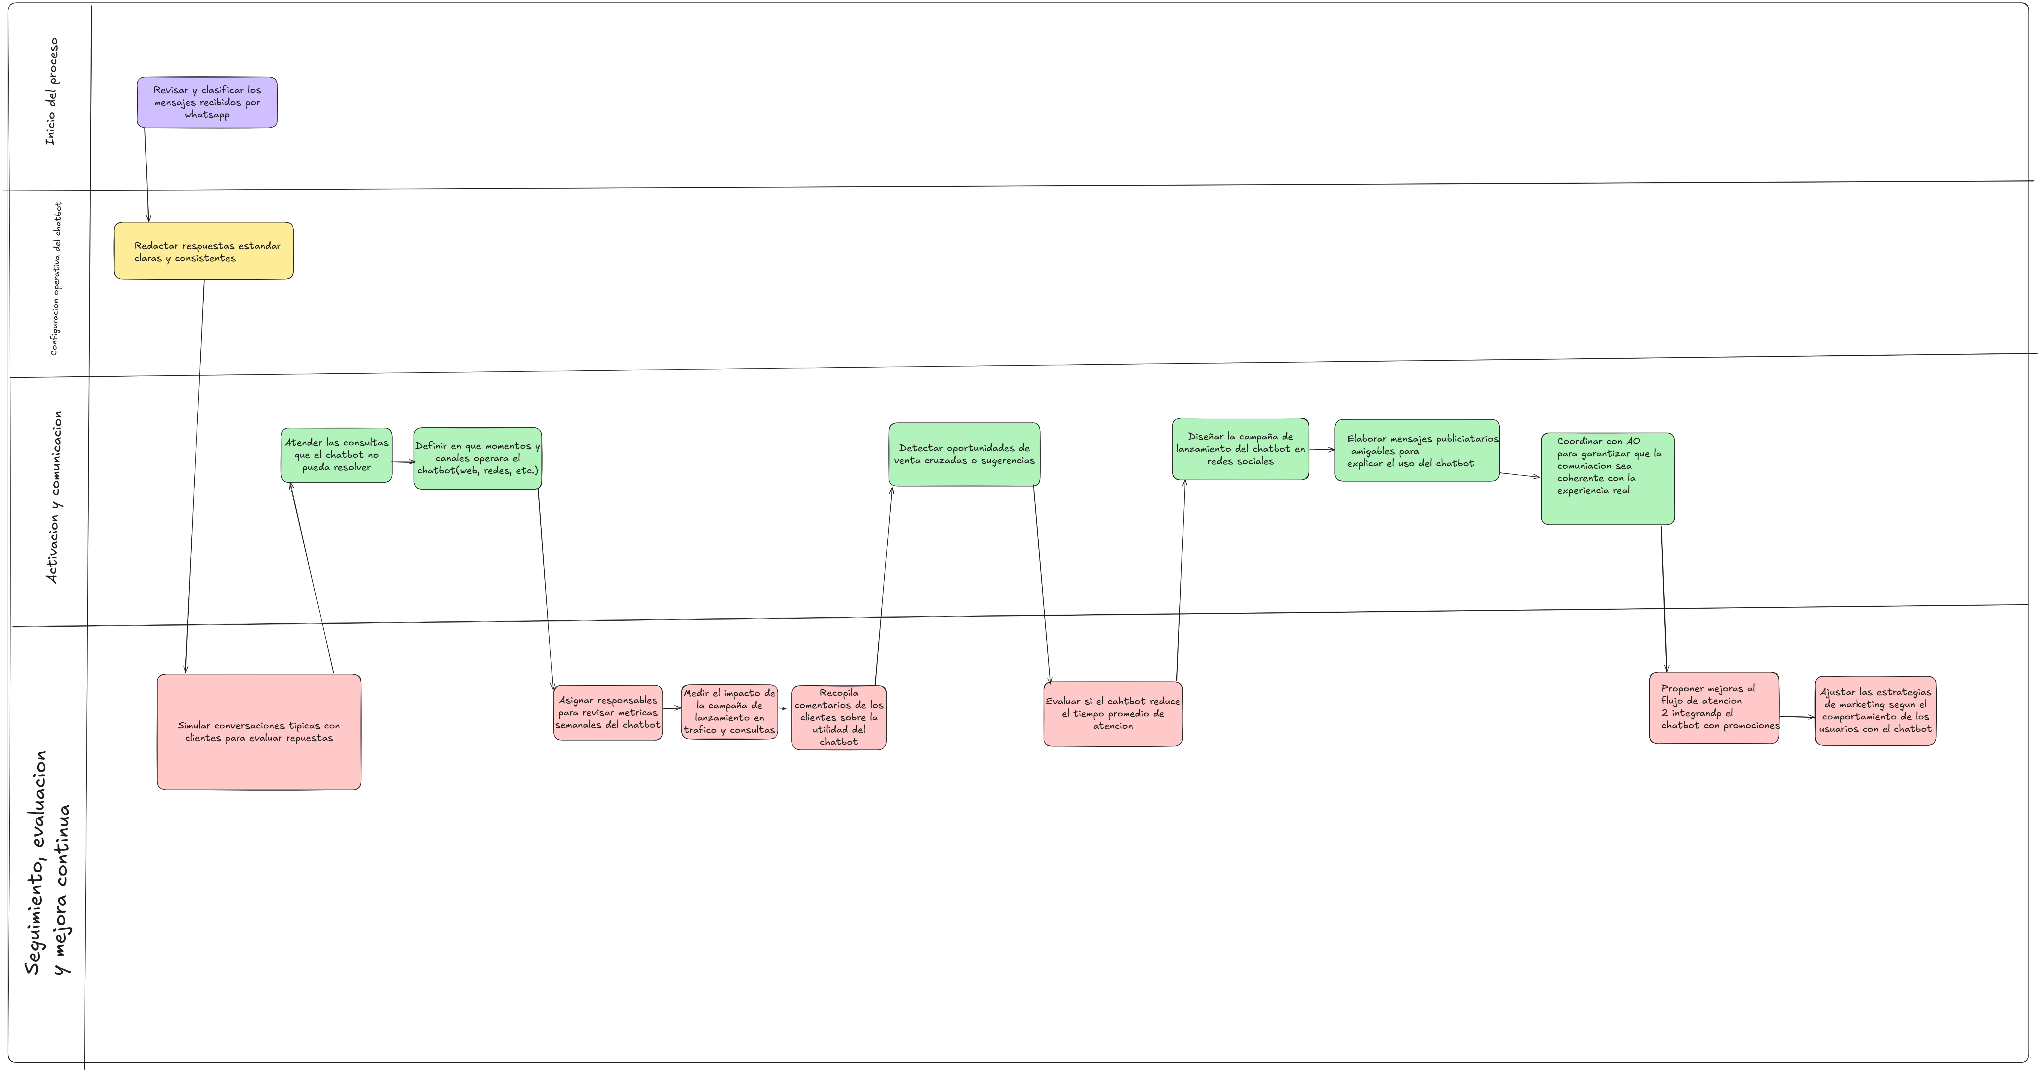 Inicio del proceso
Revisar y clasificar los
mensajes recibidos por
whatsapp
Configuracion operativa del chatbot
Redactar respuestas estandar
claras y consistentes
Activacion y comunicacion
Atender las consultas
que el chatbot no
pueda resolver
Definir en que momentos y
canales operara el
chatbot(web, redes, etc.)
Detectar oportunidades de
venta cruzadas o sugerencias
Diseñar la campaña de
lanzamiento del chatbot en
redes sociales
Elaborar mensajes publiciatarios
amigables para
explicar el uso del chatbot
Coordinar con AO
para garantizar que la
comuniacion sea
coherente con la
experiencia real
Seguimiento, evaluacion
y mejora continua
Simular conversaciones tipicas con
clientes para evaluar repuestas
Asignar responsables
para revisar metricas
semanales del chatbot
Medir el impacto de
la campaña de
lanzamiento en
trafico y consultas.
Recopila
comentarios de los
clientes sobre la
utilidad del
chatbot
Evaluar si el cahtbot reduce
el tiempo promedio de
atencion
Proponer mejoras al
flujo de atencion
2 integrandp el
chatbot con promociones
Ajustar las estrategias
de marketing segun el
comportamiento de los
usuarios con el chatbot